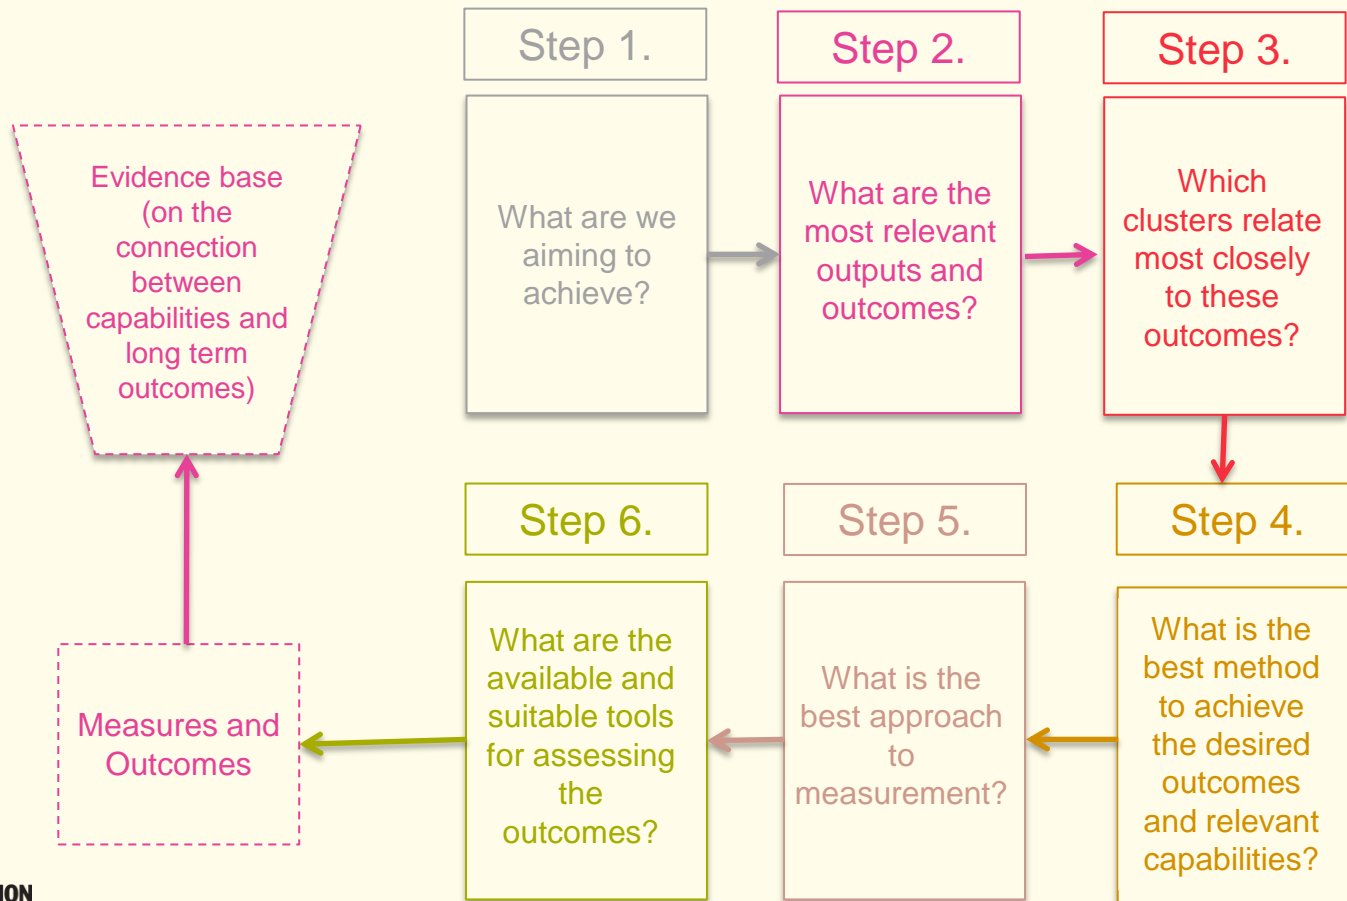 Step 1.
What are we
aiming to
achieve?
Step 2.
What are the
most relevant
outputs and
outcomes?
Step 3.
Which
clusters relate
most closely
to these
outcomes?
Step 4.
What is the
best method
to achieve
the desired
outcomes
and relevant
capabilities?
Step 5.
What is the
best approach
to
measurement?
Step 6.
What are the
available and
suitable tools
for assessing
the
outcomes?
Measures and
Outcomes
Evidence base
(on the
connection
between
capabilities and
long term
outcomes)